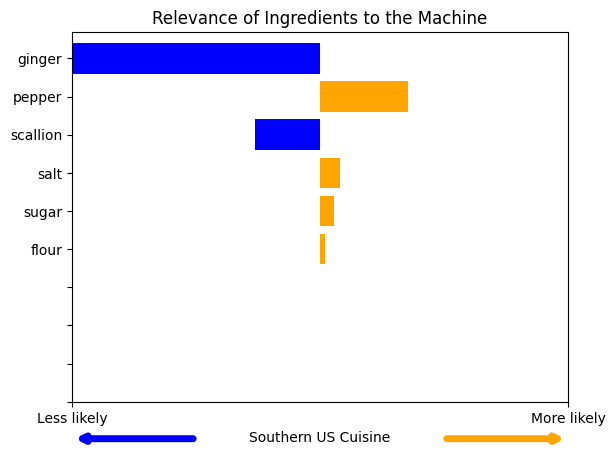 Relevance of Ingredients to the Machine
ginger
pepper
scallion
salt
sugar
flour
Less likely
More likely
Southern US Cuisine